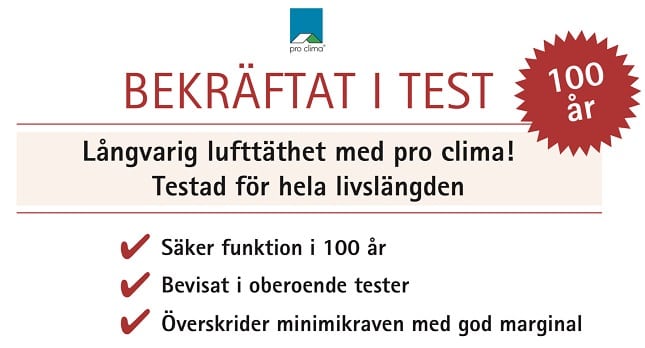 pro clima
BEKRÄFTAT I TEST
100
år
Långvarig lufttäthet med pro clima!
Testad för hela livslängden
Säker funktion i 100 år
Bevisat i oberoende tester
Överskrider minimikraven med god marginal